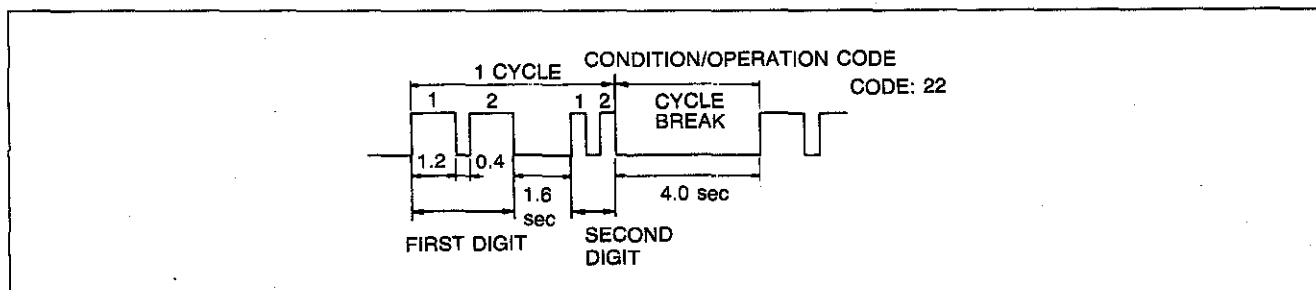 CONDITION/OPERATION CODE
1 CYCLE
CODE: 22
1 2 1 2 CYCLE
BREAK
1.2 0.4
1.6
sec
4.0 sec
FIRST DIGIT
SECOND
DIGIT